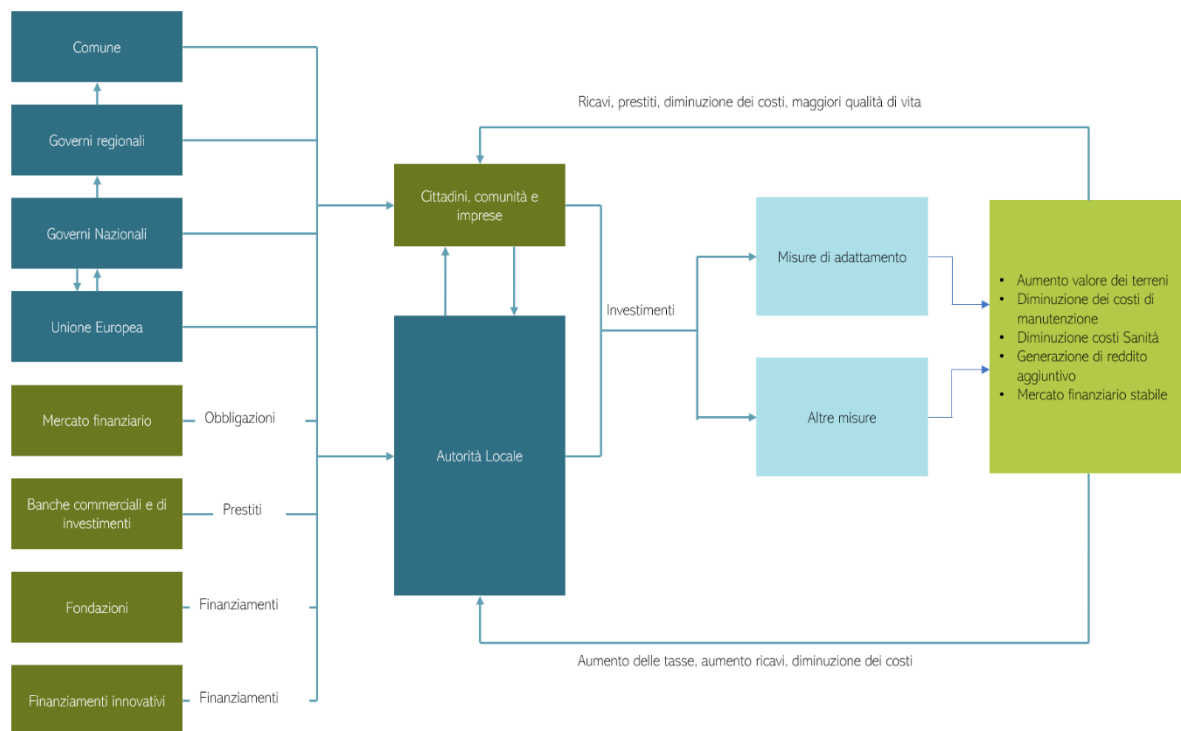 Comune
Governi regionali
Governi Nazionali
Unione Europea
Mercato finanziario
Obbligazioni
Banche commerciali e di
investimenti
Prestiti
Fondazioni
Finanziamenti
Finanziamenti innovativi
Finanziamenti
Ricavi, prestiti, diminuzione dei costi, maggiori qualità di vita
Cittadini, comunità e
imprese
Autorità Locale
Investimenti
Misure di adattamento
Altre misure
• Aumento valore dei terreni
• Diminuzione dei costi di
manutenzione
• Diminuzione costi Sanità
• Generazione di reddito
aggiuntivo
• Mercato finanziario stabile
Aumento delle tasse, aumento ricavi, diminuzione dei costi